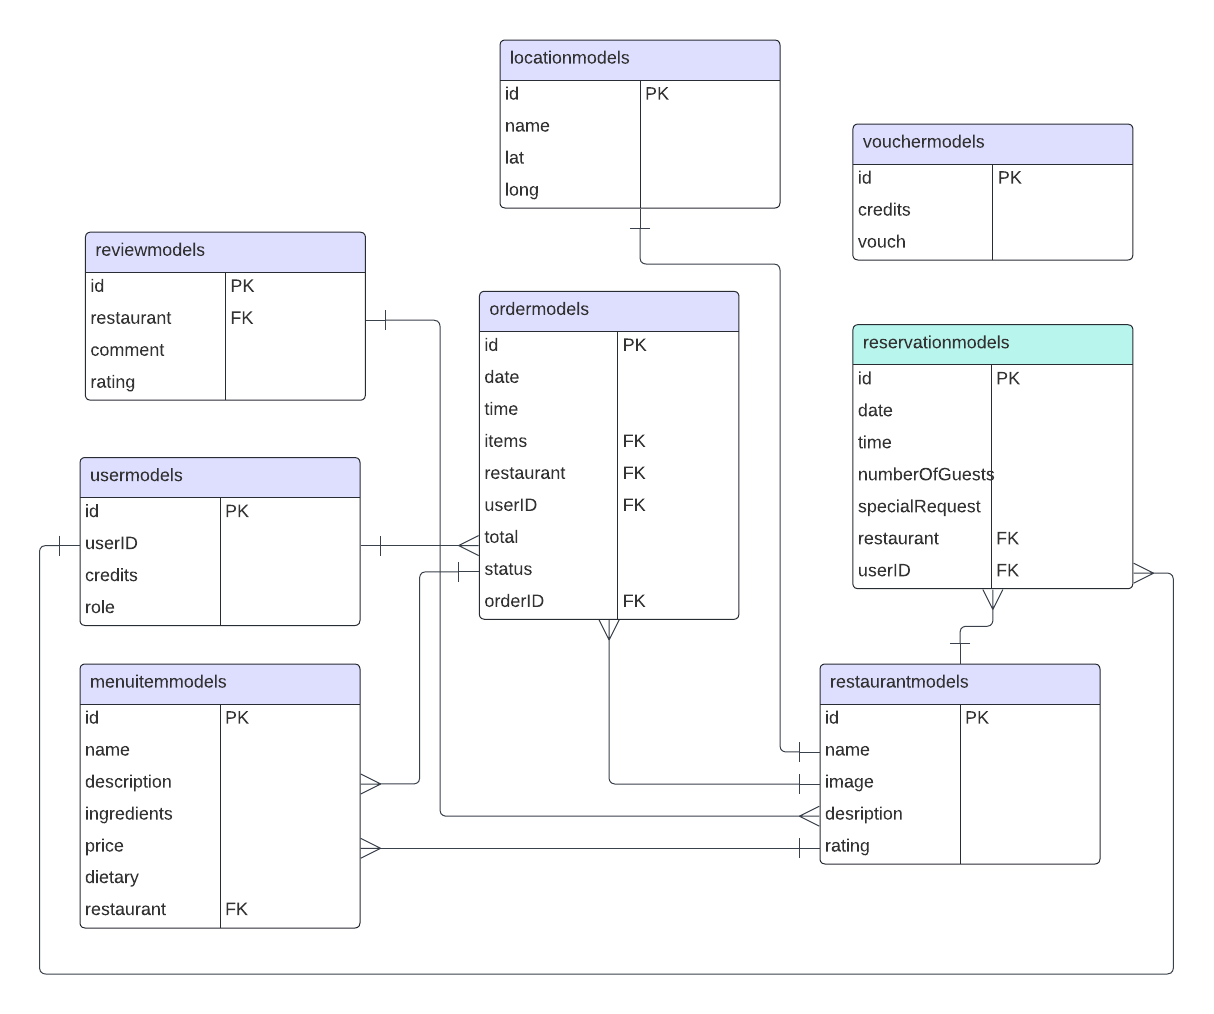 locationmodels
id PK
name
lat
long
vouchermodels
id PK
credits
vouch
reviewmodels
id PK
restaurant FK
comment
rating
ordermodels
id PK
date
time
items FK
restaurant FK
userID FK
total
status
orderID FK
reservationmodels
id PK
date
time
numberOfGuests
specialRequest
restaurant FK
userID FK
usermodels
id PK
userID
credits
role
menuitemmodels
id PK
name
description
ingredients
price
dietary
restaurant FK
restaurantmodels
id PK
name
image
desription
rating